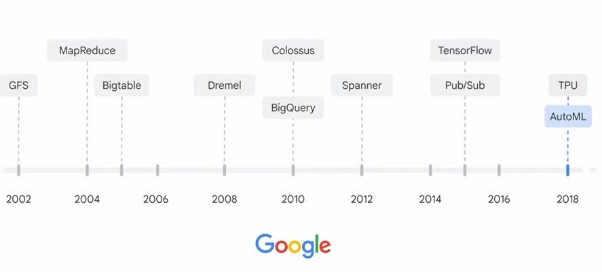 MapReduce
Colossus
TensorFlow
GFS
Bigtable
Dremel
Spanner
Pub/Sub
TPU
BigQuery
AutoML
2002
2004
2006
2008
2010
2012
2014
2016
2018
Google